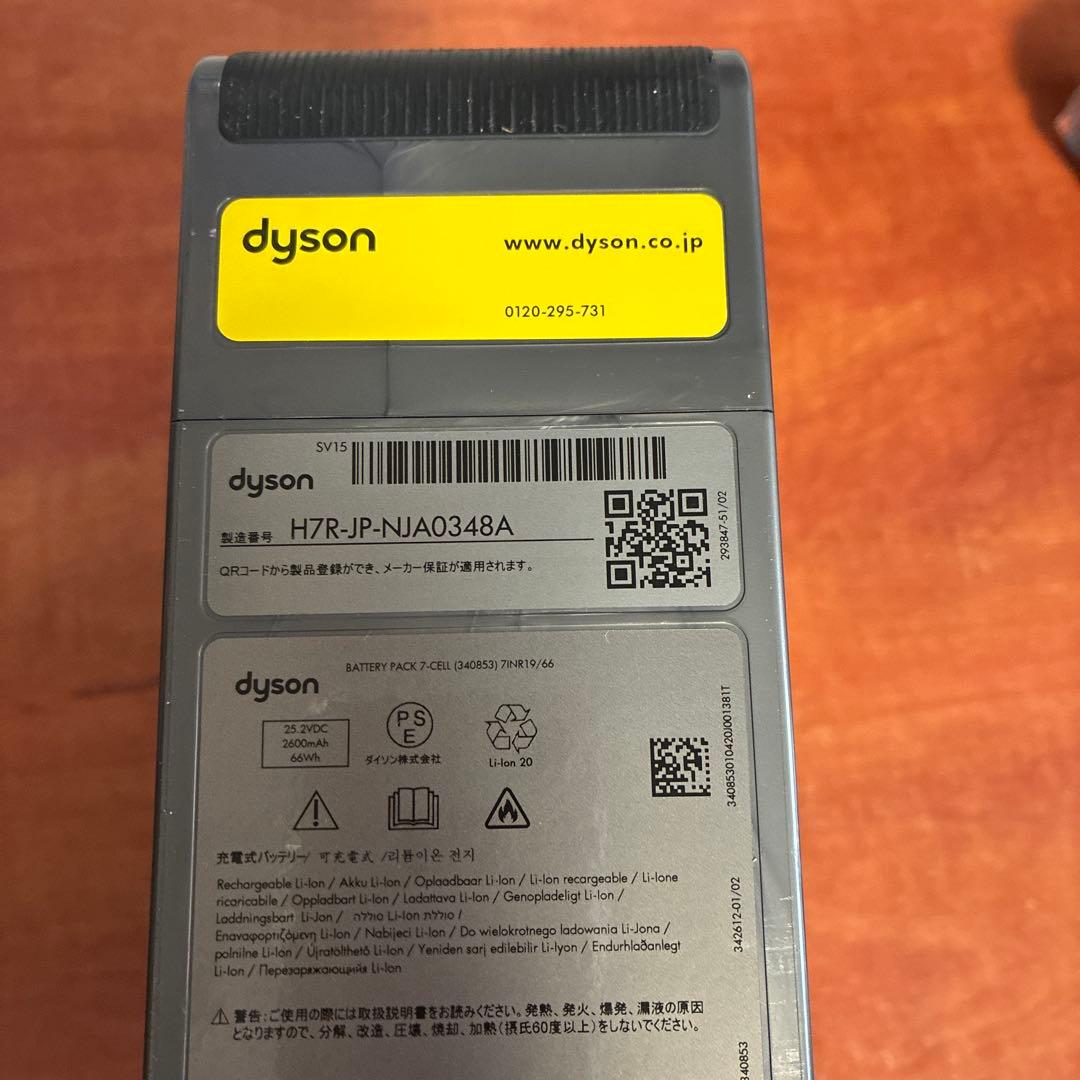 dyson
www.dyson.co.jp
0120-295-731
SV15
dyson
製造番号 H7R-JP-NJA0348A
QRコードから製品登録ができ、メーカー保証が適用されます。
293847-51/02
BATTERY PACK 7-CELL (340853) 7INR19/66
dyson
25.2VDC
2600mAh
66Wh
PS
E
ダイソン株式会社
Li-Ion 20
340853010420J001381T
充電式バッテリー/ 可充電式 /리튬이온 전지
Rechargeable Li-Ion / Akku Li-Ion / Oplaadbaar Li-Ion / Li-Ion recargeable / Li-Ione
ricaricabile / Oppladbart Li-Ion / Ladattava Li-Ion / Genopladeligt Li-Ion /
Laddningsbart Li-Jon / סוללה Li-Ion סוללת /
Επαναφορτιζόμενη Li-Ion / Nabijeci Li-Ion / Do wielokrotnego ladowania Li-Jona /
polnilne Li-Ion / Újratölthetö Li-Ion / Yeniden sarj edilebilir Li-Iyon / Endurhlaðanlegt
Li-Ion / Перезаряжающийя Li-Ion
342612-01/02
警告:ご使用の際には取扱説明書をお読みください。発熱、発火、爆発、漏液の原因
となりますので、分解、改造、圧壊、焼却、加熱(摂氏60度以上)をしないでください。
340853